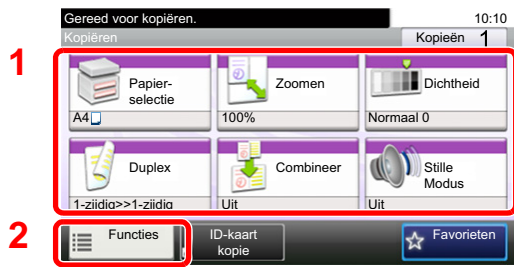 Gereed voor kopiëren.
10:10
Kopiëren
Kopieën 1
1
Papier-
selectie
A4
Zoomen
100%
Dichtheid
Normaal 0
Duplex
1-zijdig>>1-zijdig
Combineer
Uit
Stille
Modus
Uit
2
Functies
ID-kaart
kopie
Favorieten